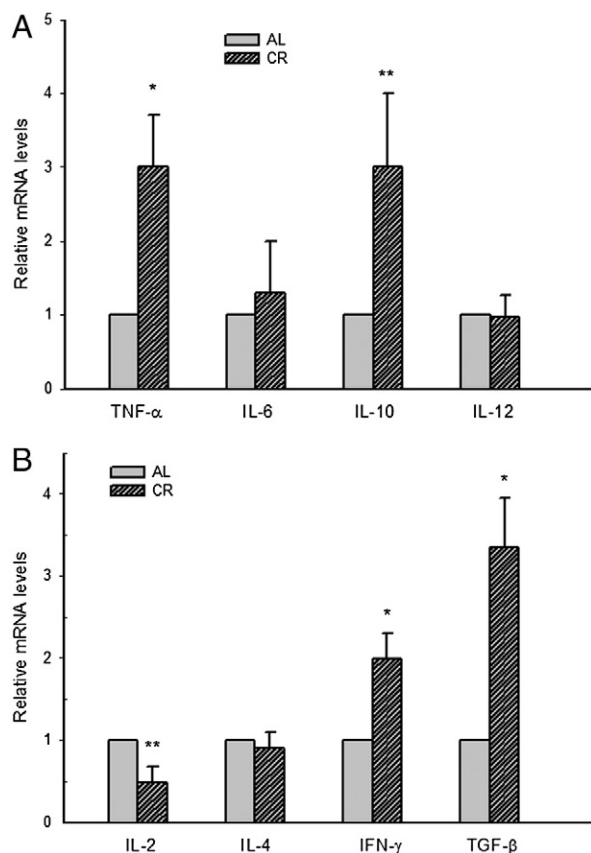 A
5
4
3
2
1
0
Relative mRNA levels
AL
CR
*
**
TNF-α
IL-6
IL-10
IL-12
B
4
3
2
1
0
Relative mRNA levels
AL
CR
**
*
*
IL-2
IL-4
IFN-γ
TGF-β